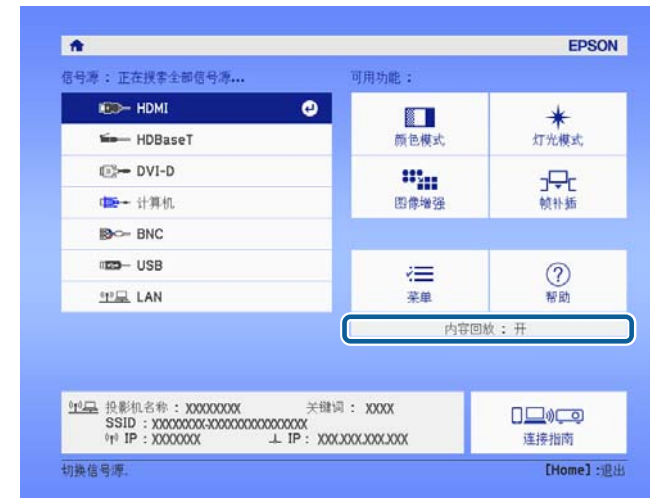 EPSON
信号源 : 正在搜索全部信号源...
HDMI
HDBaseT
DVI-D
计算机
BNC
USB
LAN
可用功能 :
颜色模式
灯光模式
图像增强
帧补插
菜单
帮助
内容回放 : 开
投影机名称 : XXXXXXXX 关键词 : XXXX
SSID : XXXXXXXX-XXXXXXXXXXXXXX
IP : XXXXXXX IP : XXX.XXX.XXX.XXX
连接指南
切换信号源.
[Home] :退出